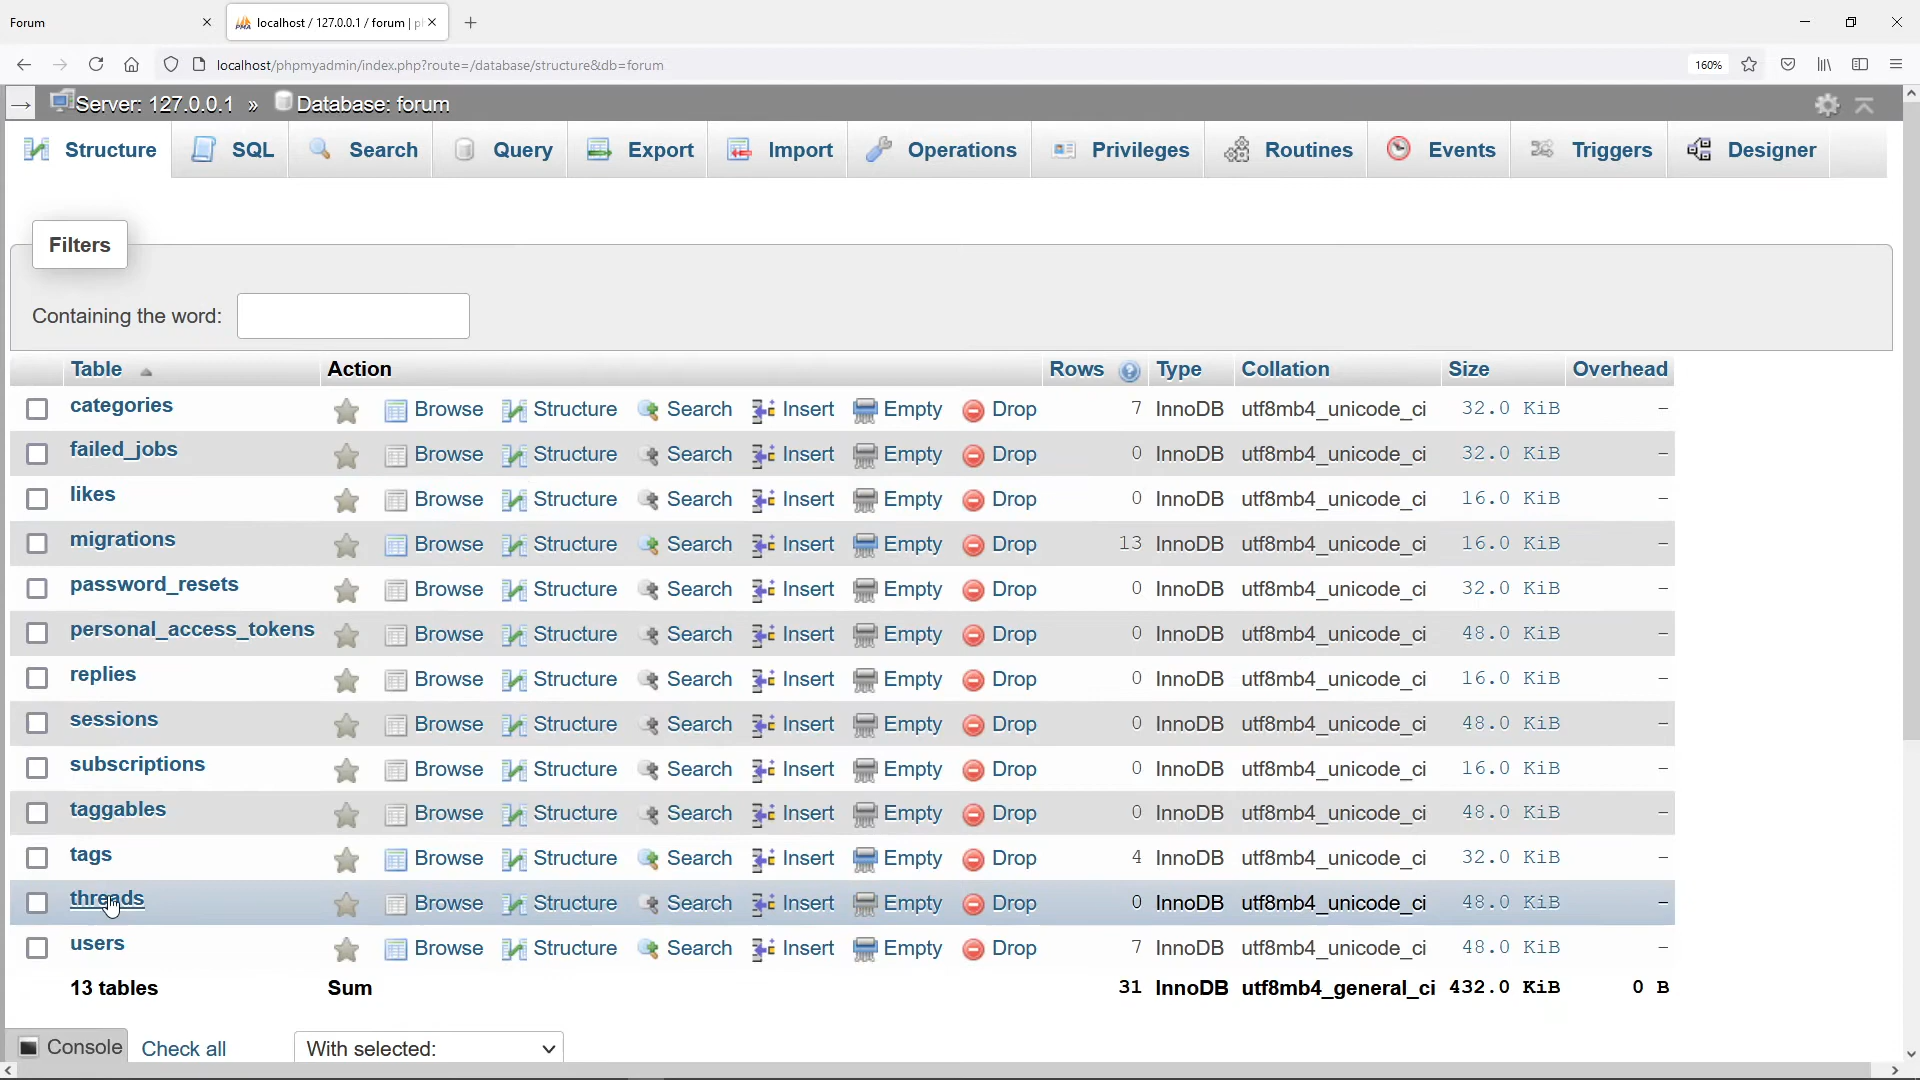 Forum
localhost / 127.0.0.1 / forum | p
localhost/phpmyadmin/index.php?route=/database/structure&db=forum
160%
Server: 127.0.0.1 » Database: forum
Structure SQL Search Query Export Import Operations Privileges Routines Events Triggers Designer
Filters
Containing the word:
Table Action Rows Type Collation Size Overhead
categories Browse Structure Search Insert Empty Drop 7 InnoDB utf8mb4_unicode_ci 32.0 KiB –
failed_jobs Browse Structure Search Insert Empty Drop 0 InnoDB utf8mb4_unicode_ci 32.0 KiB –
likes Browse Structure Search Insert Empty Drop 0 InnoDB utf8mb4_unicode_ci 16.0 KiB –
migrations Browse Structure Search Insert Empty Drop 13 InnoDB utf8mb4_unicode_ci 16.0 KiB –
password_resets Browse Structure Search Insert Empty Drop 0 InnoDB utf8mb4_unicode_ci 32.0 KiB –
personal_access_tokens Browse Structure Search Insert Empty Drop 0 InnoDB utf8mb4_unicode_ci 48.0 KiB –
replies Browse Structure Search Insert Empty Drop 0 InnoDB utf8mb4_unicode_ci 16.0 KiB –
sessions Browse Structure Search Insert Empty Drop 0 InnoDB utf8mb4_unicode_ci 48.0 KiB –
subscriptions Browse Structure Search Insert Empty Drop 0 InnoDB utf8mb4_unicode_ci 16.0 KiB –
taggables Browse Structure Search Insert Empty Drop 0 InnoDB utf8mb4_unicode_ci 48.0 KiB –
tags Browse Structure Search Insert Empty Drop 4 InnoDB utf8mb4_unicode_ci 32.0 KiB –
threads Browse Structure Search Insert Empty Drop 0 InnoDB utf8mb4_unicode_ci 48.0 KiB –
users Browse Structure Search Insert Empty Drop 7 InnoDB utf8mb4_unicode_ci 48.0 KiB –
13 tables Sum 31 InnoDB utf8mb4_general_ci 432.0 KiB 0 B
Console Check all With selected: